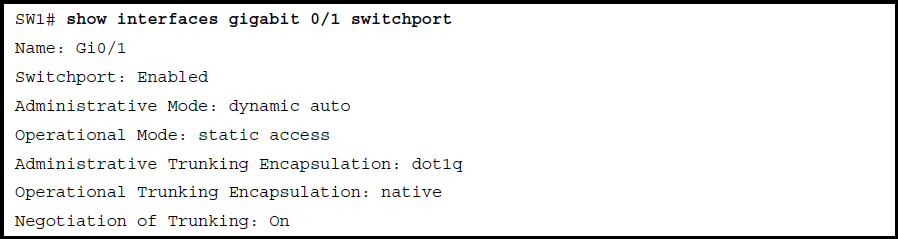 SW1# show interfaces gigabit 0/1 switchport
Name: Gi0/1
Switchport: Enabled
Administrative Mode: dynamic auto
Operational Mode: static access
Administrative Trunking Encapsulation: dot1q
Operational Trunking Encapsulation: native
Negotiation of Trunking: On